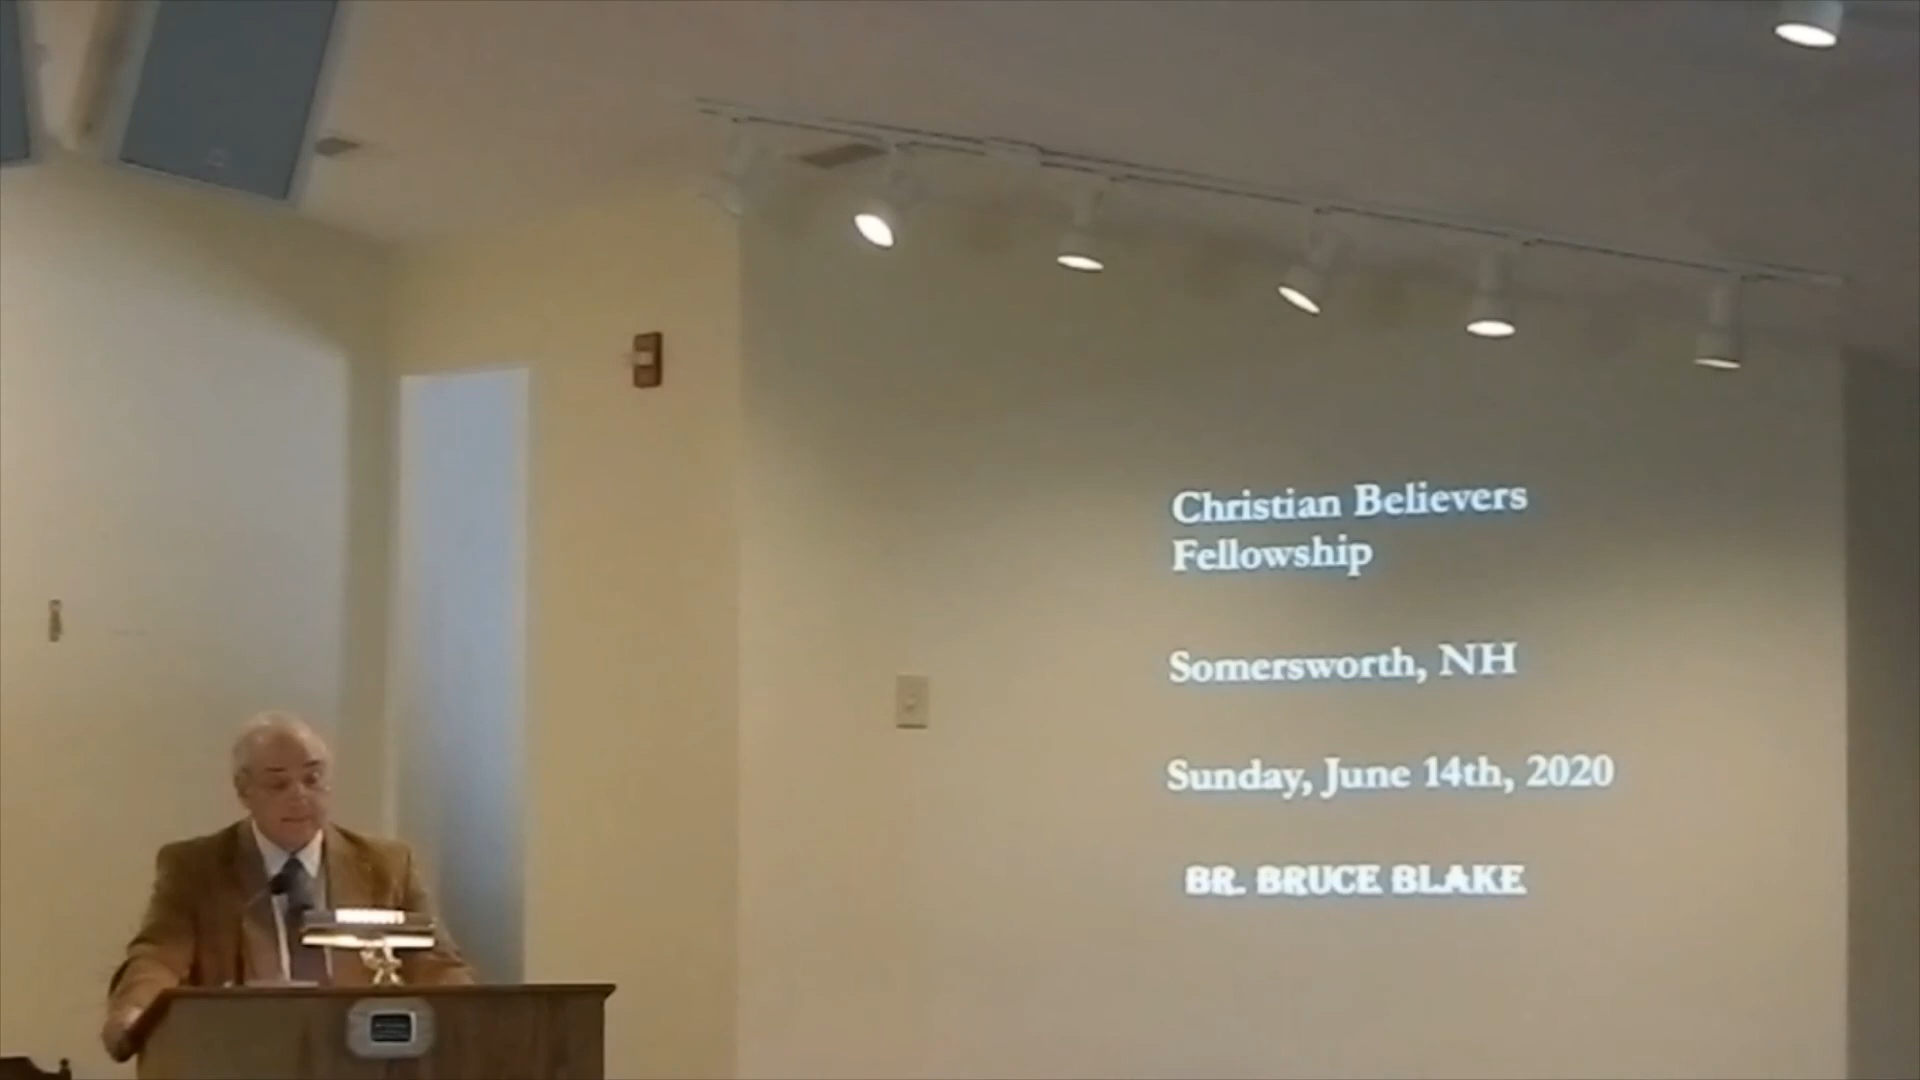 Christian Believers
Fellowship
Somersworth, NH
Sunday, June 14th, 2020
BR. BRUCE BLAKE